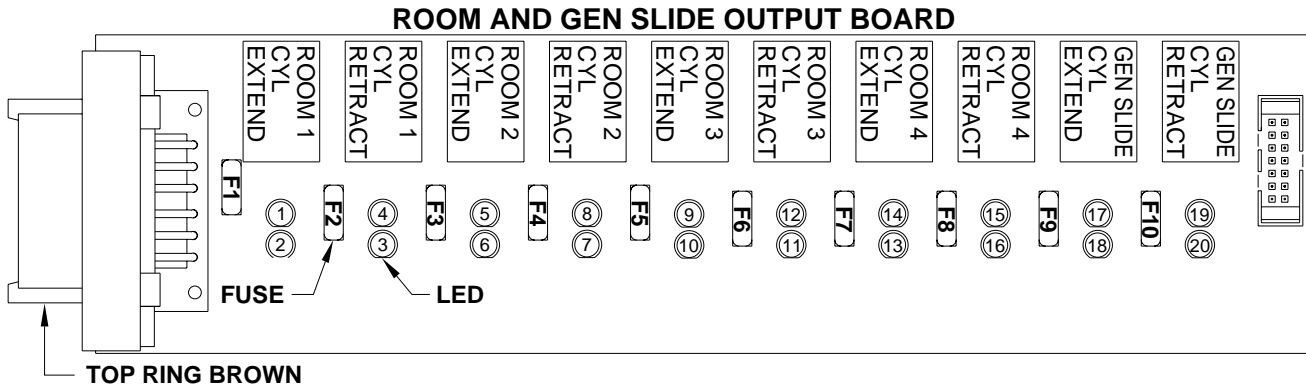 ROOM AND GEN SLIDE OUTPUT BOARD
ROOM 1
CYL
EXTEND
ROOM 1
CYL
RETRACT
ROOM 2
CYL
EXTEND
ROOM 2
CYL
RETRACT
ROOM 3
CYL
EXTEND
ROOM 3
CYL
RETRACT
ROOM 4
CYL
EXTEND
ROOM 4
CYL
RETRACT
GEN SLIDE
CYL
EXTEND
GEN SLIDE
CYL
RETRACT
F1
F2
F3
F4
F5
F6
F7
F8
F9
F10
1
4
5
8
9
12
14
15
17
19
2
3
6
7
10
11
13
16
18
20
FUSE
LED
TOP RING BROWN